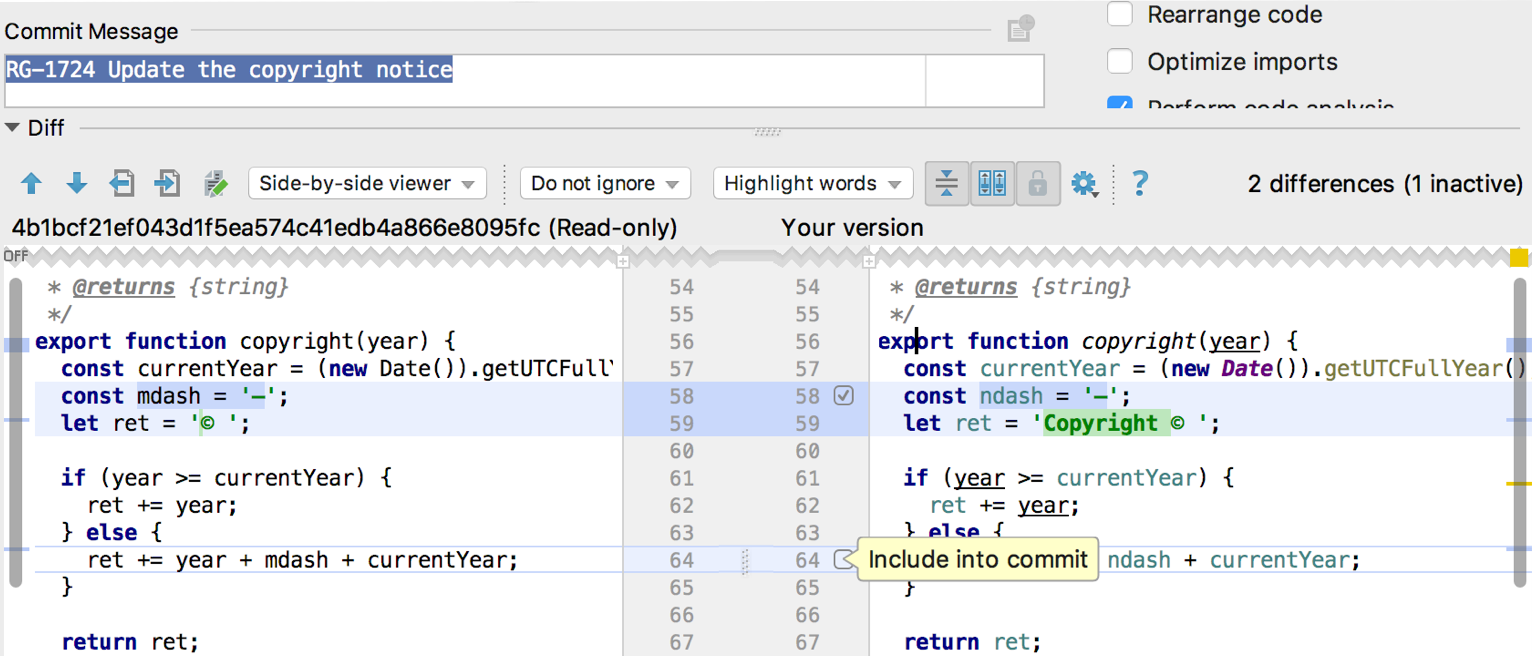 Commit Message
Rearrange code
RG-1724 Update the copyright notice
Optimize imports
Perform code analysis
Diff
Side-by-side viewer
Do not ignore
Highlight words
?
2 differences (1 inactive)
4b1bcf21ef043d1f5ea574c41edb4a866e8095fc (Read-only)
Your version
OFF
* @returns {string} 54 54 * @returns {string}
*/ 55 55 */
export function copyright(year) { 56 56 export function copyright(year) {
const currentYear = (new Date()).getUTCFullY 57 57 const currentYear = (new Date()).getUTCFullYear()
const mdash = '—'; 58 58 const ndash = '–';
let ret = '© '; 59 59 let ret = 'Copyright © ';
60 60
if (year >= currentYear) { 61 61 if (year >= currentYear) {
ret += year; 62 62 ret += year;
} else { 63 63 } else {
ret += year + mdash + currentYear; 64 64 Include into commit ndash + currentYear;
} 65 65 }
66 66
return ret; 67 67 return ret;